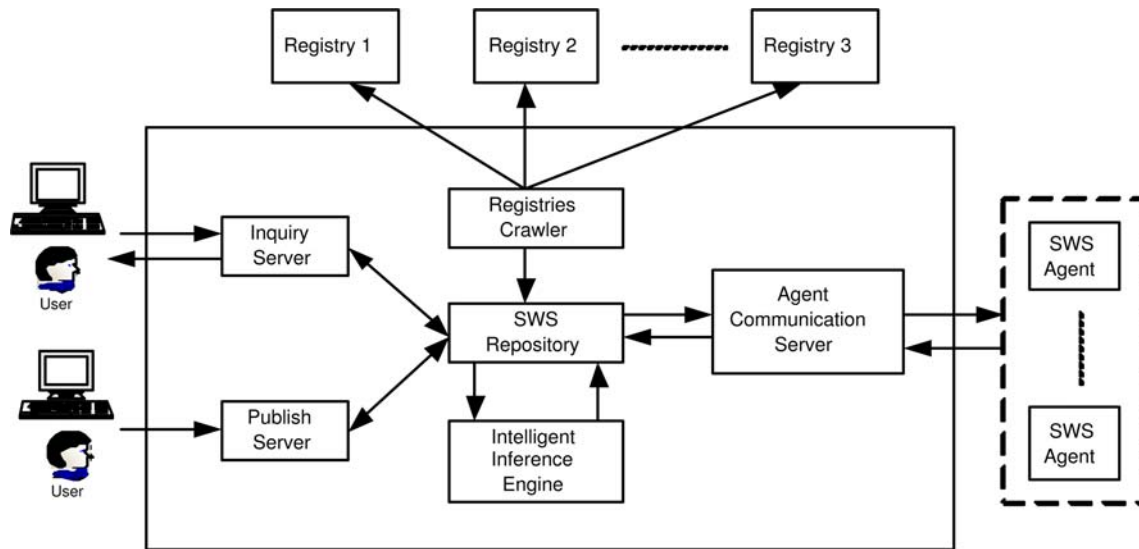 Registry 1
Registry 2
Registry 3
Registries
Crawler
Inquiry
Server
User
SWS
Repository
Agent
Communication
Server
SWS
Agent
Publish
Server
User
Intelligent
Inference
Engine
SWS
Agent